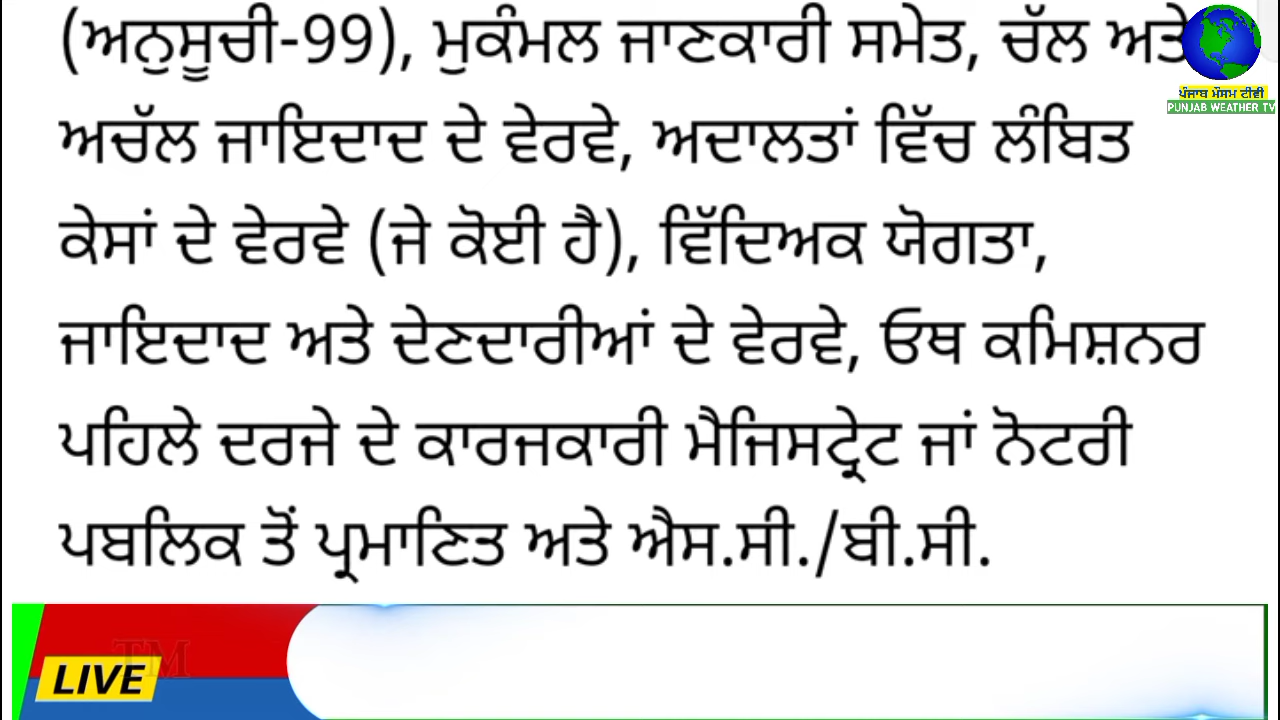 (ਅਨੁਸੂਚੀ-99), ਮੁਕੰਮਲ ਜਾਣਕਾਰੀ ਸਮੇਤ, ਚੱਲ ਅਤੇ
ਪੰਜਾਬ ਮੌਸਮ ਟੀਵੀ
PUNJAB WEATHER TV
ਅਚੱਲ ਜਾਇਦਾਦ ਦੇ ਵੇਰਵੇ, ਅਦਾਲਤਾਂ ਵਿੱਚ ਲੰਬਿਤ
ਕੇਸਾਂ ਦੇ ਵੇਰਵੇ (ਜੇ ਕੋਈ ਹੈ), ਵਿੱਦਿਅਕ ਯੋਗਤਾ,
ਜਾਇਦਾਦ ਅਤੇ ਦੇਣਦਾਰੀਆਂ ਦੇ ਵੇਰਵੇ, ਓਥ ਕਮਿਸ਼ਨਰ
ਪਹਿਲੇ ਦਰਜੇ ਦੇ ਕਾਰਜਕਾਰੀ ਮੈਜਿਸਟ੍ਰੇਟ ਜਾਂ ਨੋਟਰੀ
ਪਬਲਿਕ ਤੋਂ ਪ੍ਰਮਾਣਿਤ ਅਤੇ ਐਸ.ਸੀ./ਬੀ.ਸੀ.
TM
LIVE